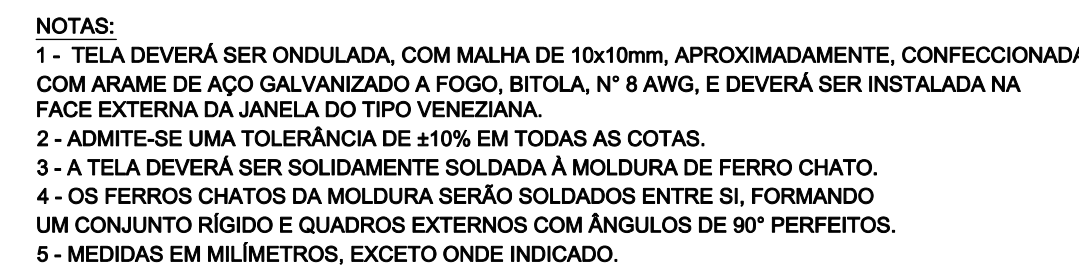 NOTAS:
1 - TELA DEVERÁ SER ONDULADA, COM MALHA DE 10x10mm, APROXIMADAMENTE, CONFECCIONADA
COM ARAME DE AÇO GALVANIZADO A FOGO, BITOLA, N° 8 AWG, E DEVERÁ SER INSTALADA NA
FACE EXTERNA DA JANELA DO TIPO VENEZIANA.
2 - ADMITE-SE UMA TOLERÂNCIA DE ±10% EM TODAS AS COTAS.
3 - A TELA DEVERÁ SER SOLIDAMENTE SOLDADA À MOLDURA DE FERRO CHATO.
4 - OS FERROS CHATOS DA MOLDURA SERÃO SOLDADOS ENTRE SI, FORMANDO
UM CONJUNTO RÍGIDO E QUADROS EXTERNOS COM ÂNGULOS DE 90° PERFEITOS.
5 - MEDIDAS EM MILÍMETROS, EXCETO ONDE INDICADO.